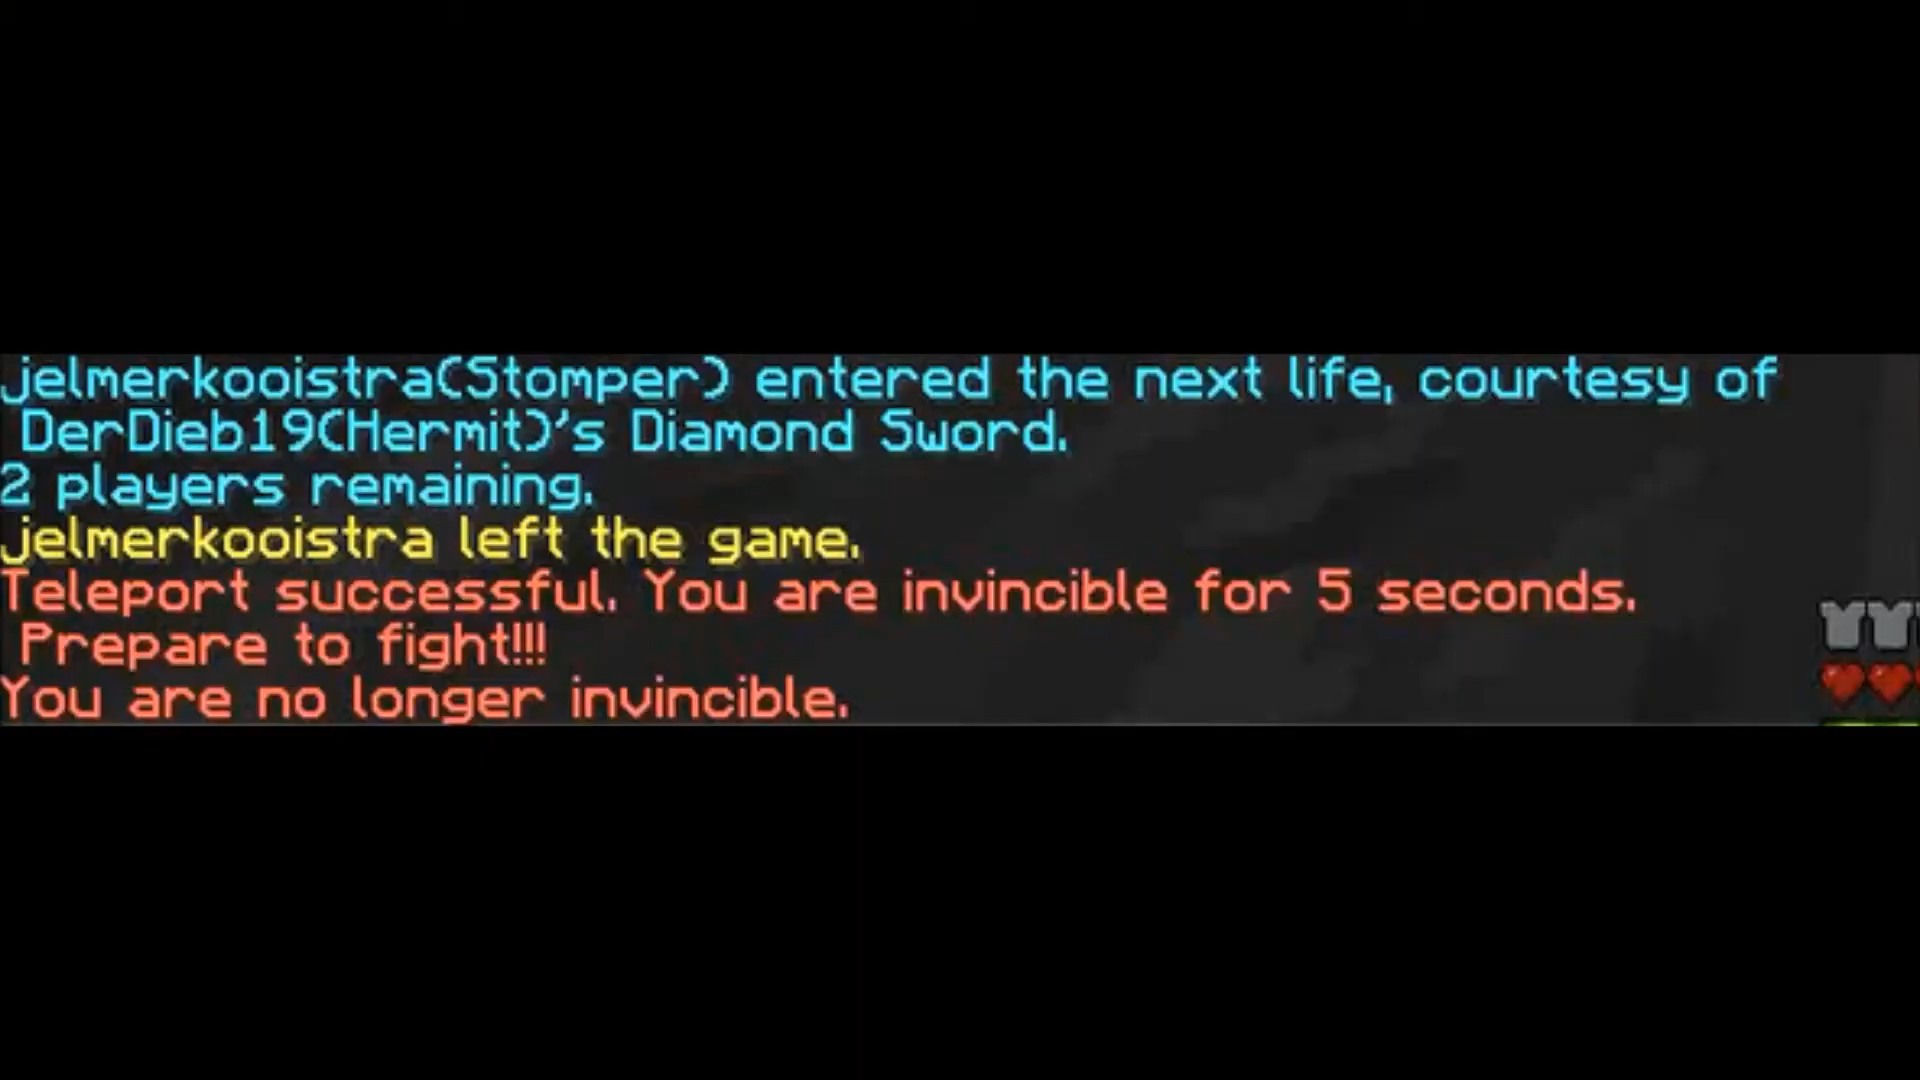 jelmerkooistra(Stomper) entered the next life, courtesy of
DerDieb19(Hermit)'s Diamond Sword.
2 players remaining.
jelmerkooistra left the game.
Teleport successful. You are invincible for 5 seconds.
Prepare to fight!!!
You are no longer invincible.